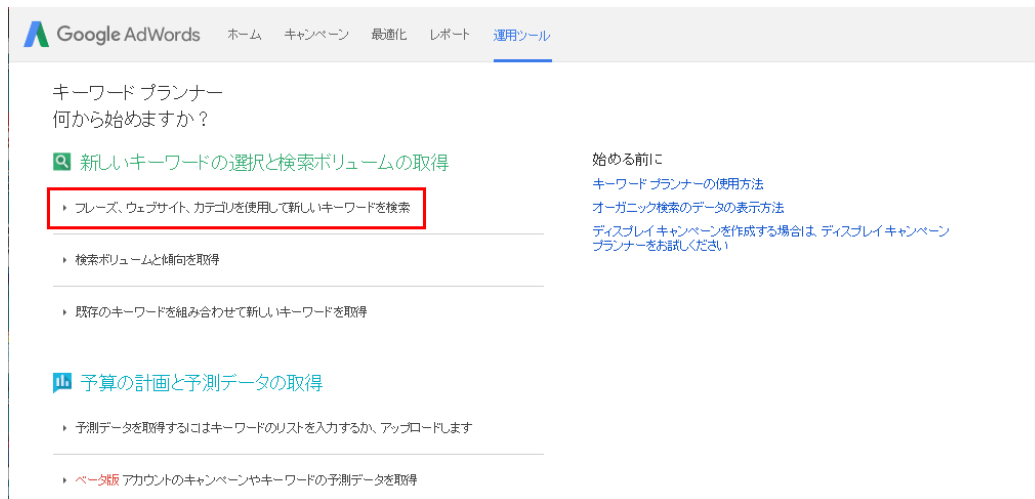 Google AdWords ホーム キャンペーン 最適化 レポート 運用ツール
キーワード プランナー
何から始めますか？
新しいキーワードの選択と検索ボリュームの取得
フレーズ、ウェブサイト、カテゴリを使用して新しいキーワードを検索
検索ボリュームと傾向を取得
既存のキーワードを組み合わせて新しいキーワードを取得
予算の計画と予測データの取得
予測データを取得するにはキーワードのリストを入力するか、アップロードします
ベータ版 アカウントのキャンペーンやキーワードの予測データを取得
始める前に
キーワード プランナーの使用方法
オーガニック検索のデータの表示方法
ディスプレイ キャンペーンを作成する場合は、ディスプレイ キャンペーン
プランナーをお試しください